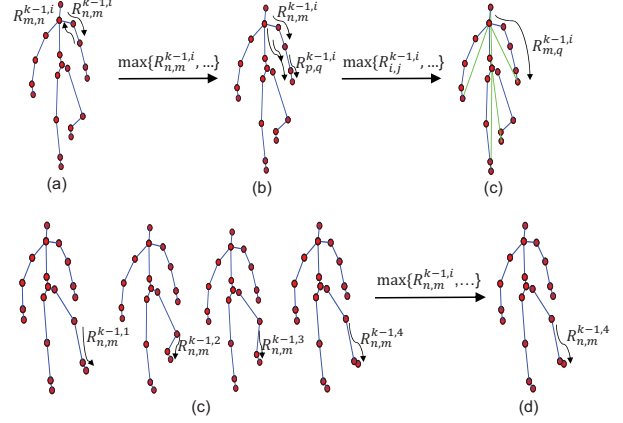 R_{m,n}^{k-1,i}
R_{n,m}^{k-1,i}
max{R_{n,m}^{k-1,i}, ...}
R_{n,m}^{k-1,i}
R_{p,q}^{k-1,i}
max{R_{i,j}^{k-1,i}, ...}
R_{m,q}^{k-1,i}
(a)
(b)
(c)
R_{n,m}^{k-1,1}
R_{n,m}^{k-1,2}
R_{n,m}^{k-1,3}
R_{n,m}^{k-1,4}
max{R_{n,m}^{k-1,i}, ...}
R_{n,m}^{k-1,4}
(c)
(d)